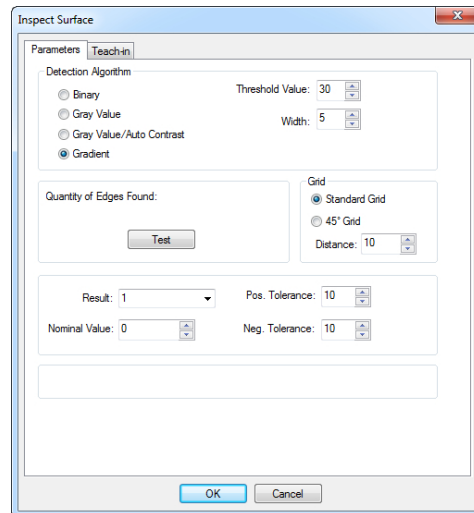 Inspect Surface
x
Parameters Teach-in
Detection Algorithm
Binary
Threshold Value: 30
Gray Value
Width: 5
Gray Value/Auto Contrast
Gradient
Quantity of Edges Found:
Test
Grid
Standard Grid
45° Grid
Distance: 10
Result: 1 Pos. Tolerance: 10
Nominal Value: 0 Neg. Tolerance: 10
OK Cancel